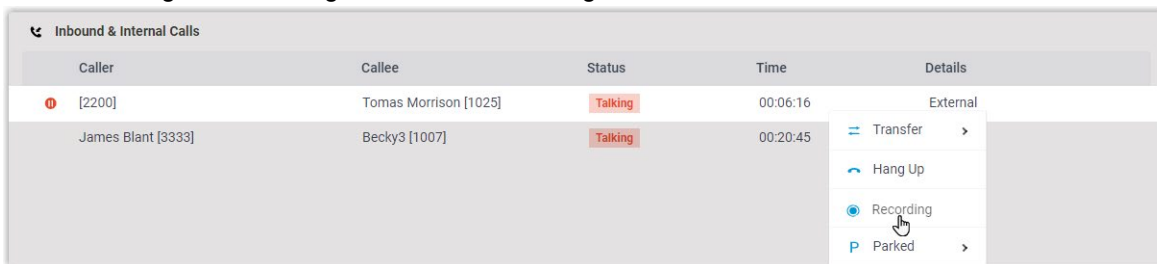 Inbound & Internal Calls
Caller Callee Status Time Details
[2200] Tomas Morrison [1025] Talking 00:06:16 External
James Blant [3333] Becky3 [1007] Talking 00:20:45
Transfer
Hang Up
Recording
P Parked